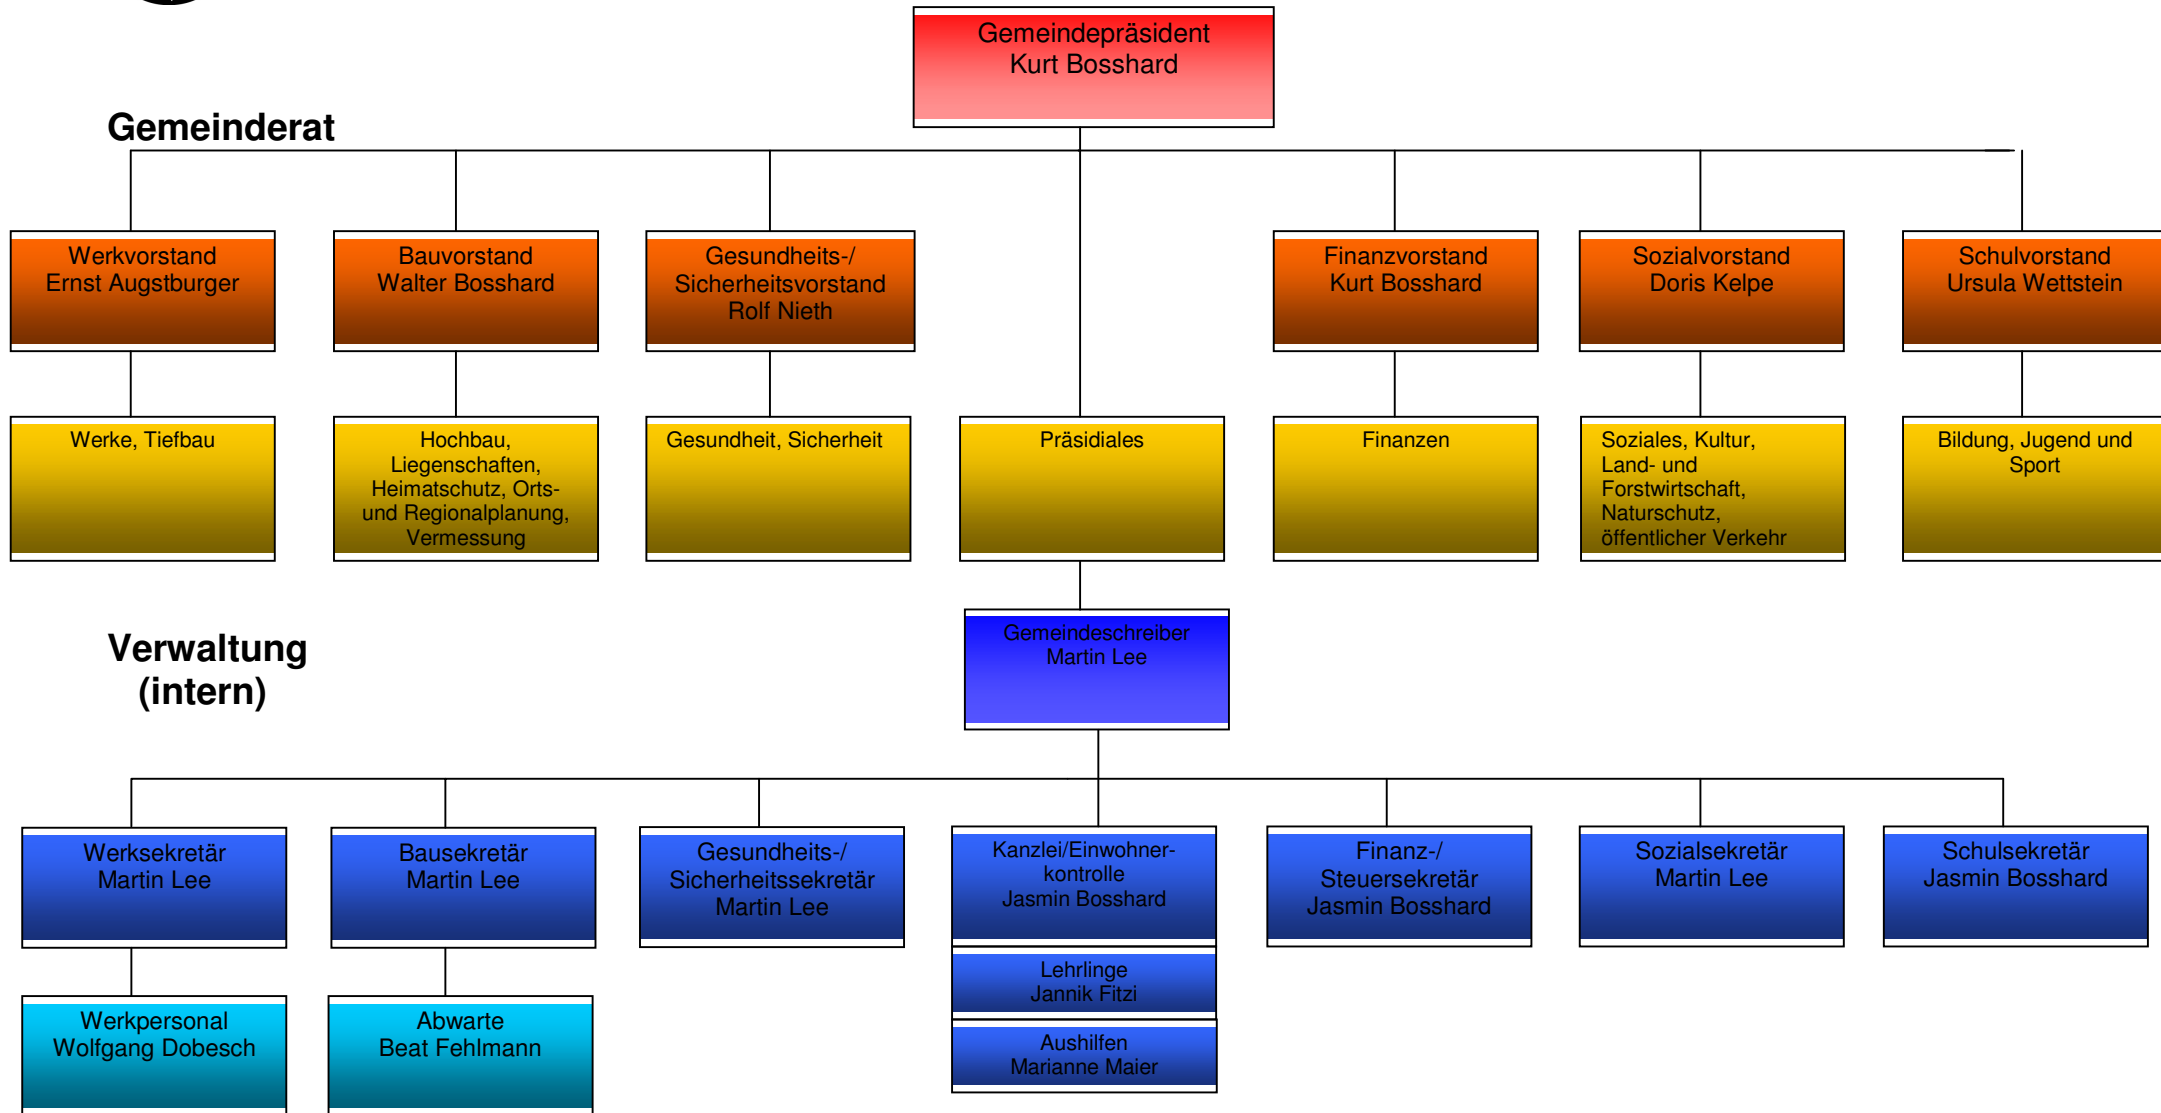 Gemeindepräsident
Kurt Bosshard
Gemeinderat
Werkvorstand
Ernst Augstburger
Bauvorstand
Walter Bosshard
Gesundheits-/
Sicherheitsvorstand
Rolf Nieth
Finanzvorstand
Kurt Bosshard
Sozialvorstand
Doris Kelpe
Schulvorstand
Ursula Wettstein
Werke, Tiefbau
Hochbau,
Liegenschaften,
Heimatschutz, Orts-
und Regionalplanung,
Vermessung
Gesundheit, Sicherheit
Präsidiales
Finanzen
Soziales, Kultur,
Land- und
Forstwirtschaft,
Naturschutz,
öffentlicher Verkehr
Bildung, Jugend und
Sport
Verwaltung
(intern)
Gemeindeschreiber
Martin Lee
Werksekretär
Martin Lee
Bausekretär
Martin Lee
Gesundheits-/
Sicherheitssekretär
Martin Lee
Kanzlei/Einwohner-
kontrolle
Jasmin Bosshard
Finanz-/
Steuersekretär
Jasmin Bosshard
Sozialsekretär
Martin Lee
Schulsekretär
Jasmin Bosshard
Lehrlinge
Jannik Fitzi
Aushilfen
Marianne Maier
Werkpersonal
Wolfgang Dobesch
Abwarte
Beat Fehlmann